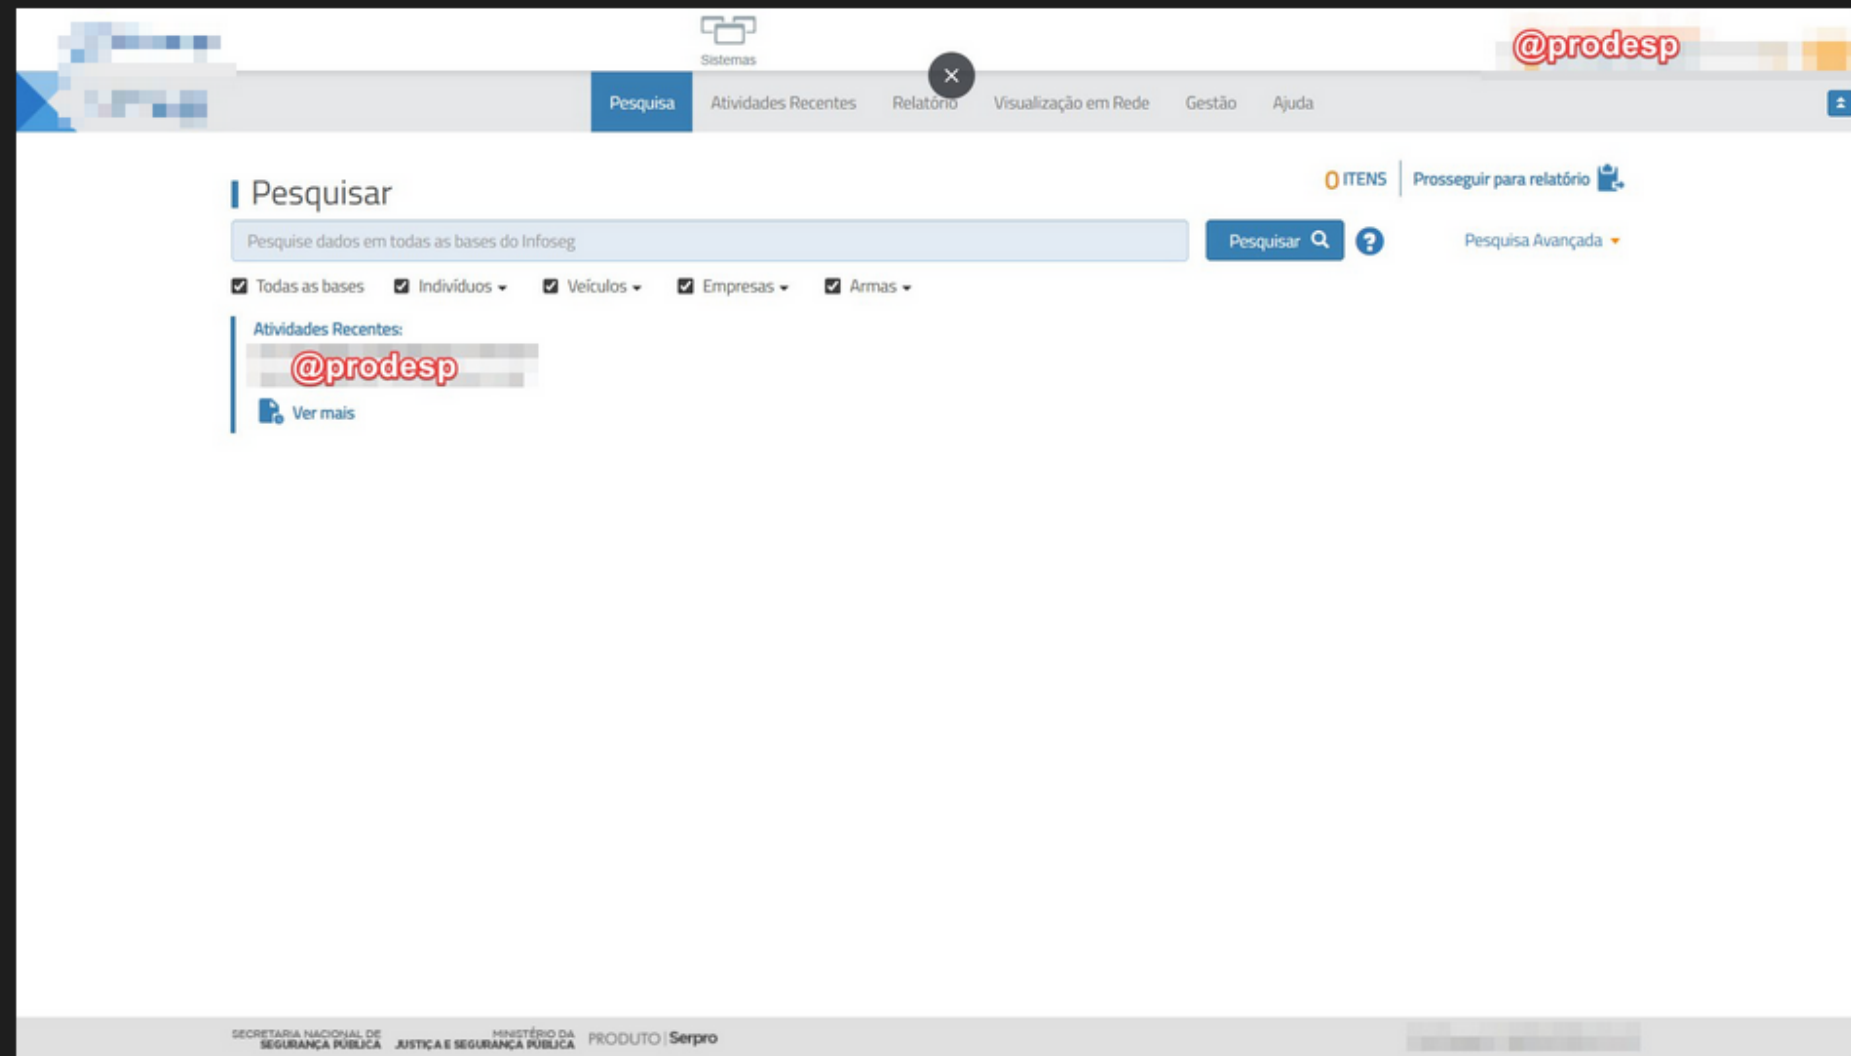 Sistemas
@prodesp
Pesquisa Atividades Recentes Relatório Visualização em Rede Gestão Ajuda
0 ITENS Prosseguir para relatório
Pesquisar
Pesquise dados em todas as bases do Infoseg
Pesquisar ? Pesquisa Avançada
Todas as bases Indivíduos Veículos Empresas Armas
Atividades Recentes:
@prodesp
Ver mais
SECRETARIA NACIONAL DE
SEGURANÇA PÚBLICA
MINISTÉRIO DA
JUSTIÇA E SEGURANÇA PÚBLICA
PRODUTO | Serpro